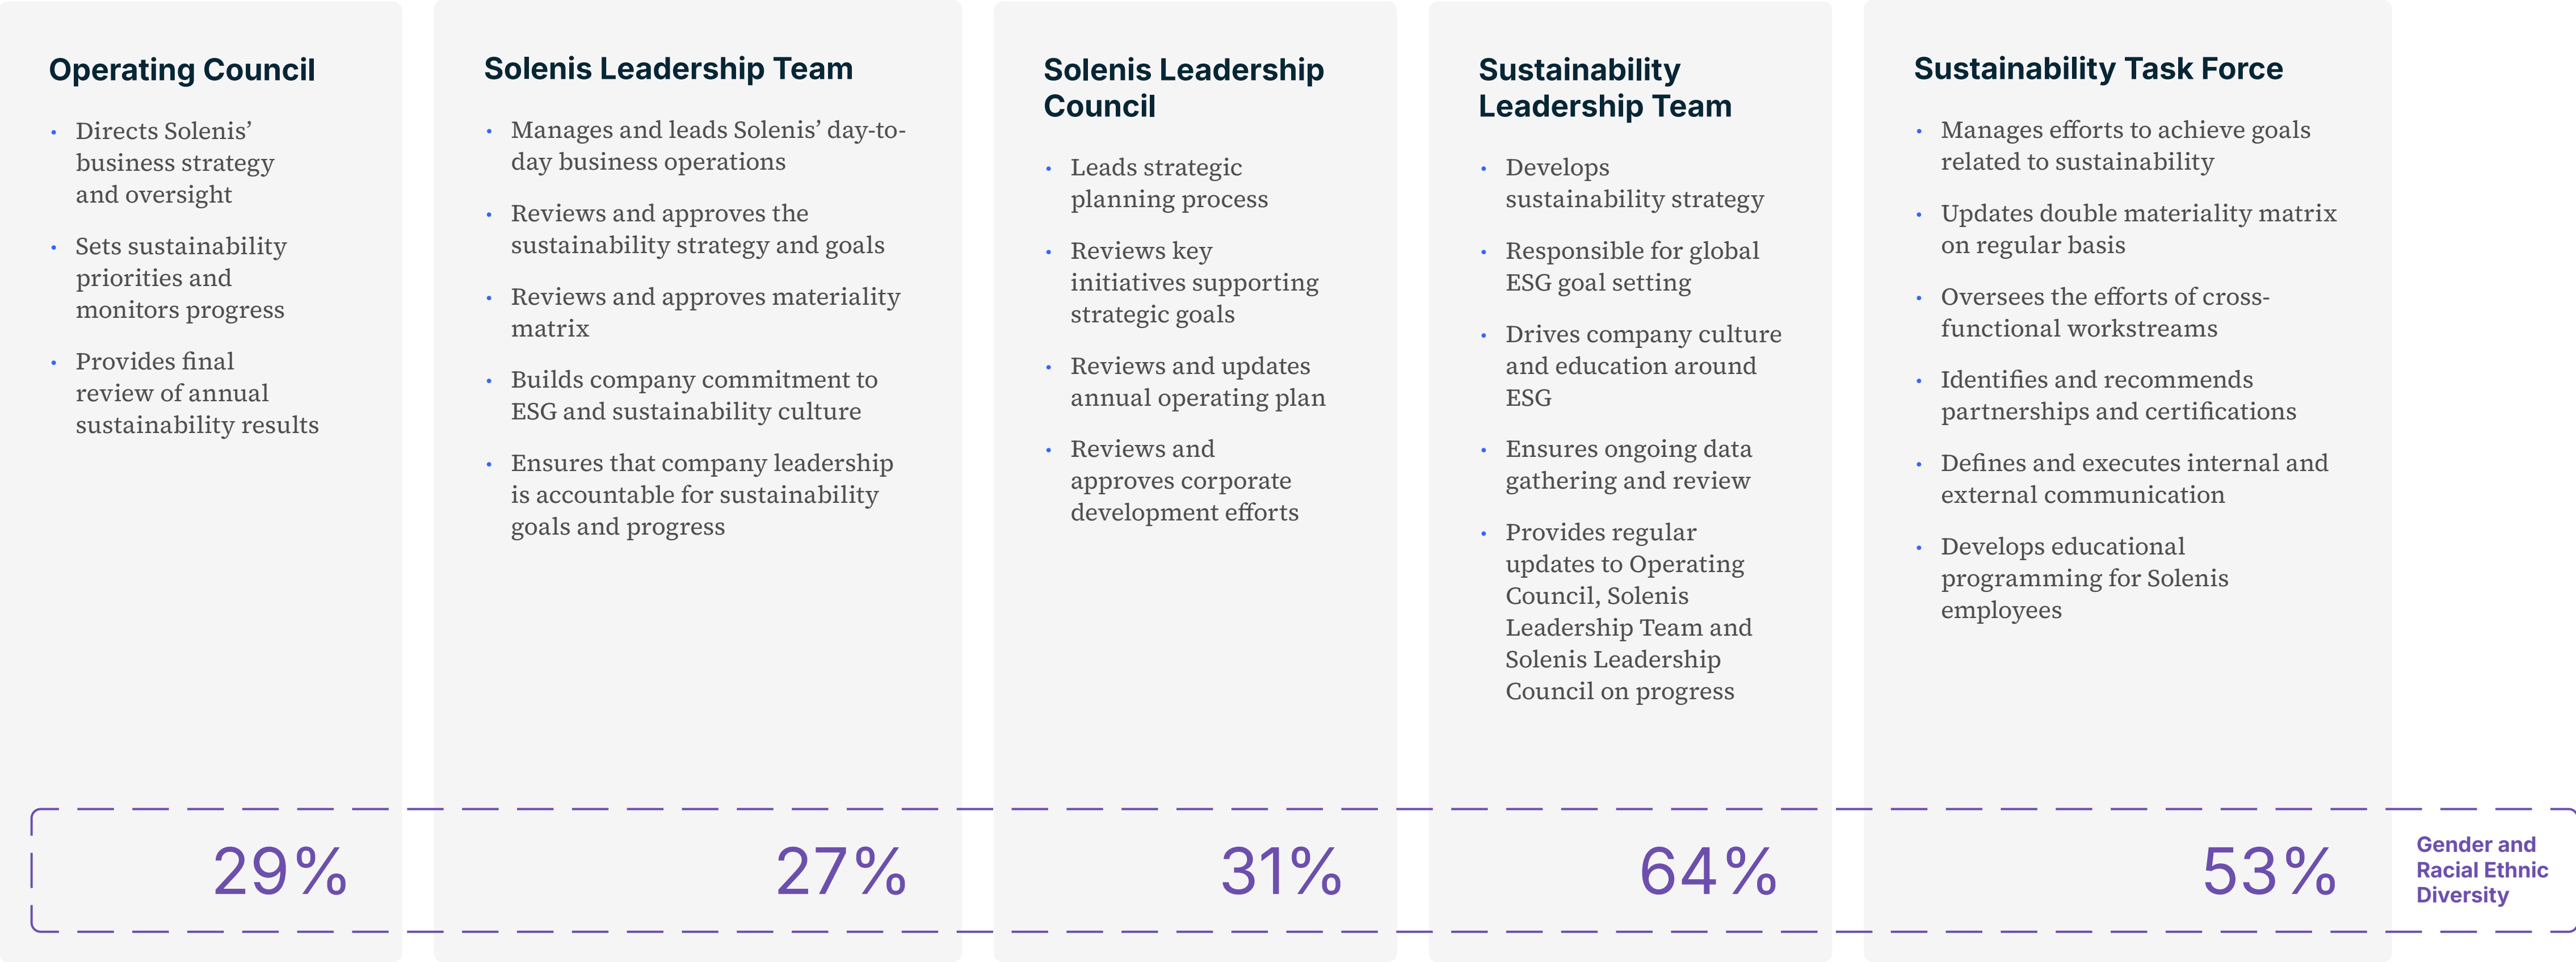 Operating Council
• Directs Solenis’
business strategy
and oversight
• Sets sustainability
priorities and
monitors progress
• Provides final
review of annual
sustainability results
29%
Solenis Leadership Team
• Manages and leads Solenis’ day-to-
day business operations
• Reviews and approves the
sustainability strategy and goals
• Reviews and approves materiality
matrix
• Builds company commitment to
ESG and sustainability culture
• Ensures that company leadership
is accountable for sustainability
goals and progress
27%
Solenis Leadership
Council
• Leads strategic
planning process
• Reviews key
initiatives supporting
strategic goals
• Reviews and updates
annual operating plan
• Reviews and
approves corporate
development efforts
31%
Sustainability
Leadership Team
• Develops
sustainability strategy
• Responsible for global
ESG goal setting
• Drives company culture
and education around
ESG
• Ensures ongoing data
gathering and review
• Provides regular
updates to Operating
Council, Solenis
Leadership Team and
Solenis Leadership
Council on progress
64%
Sustainability Task Force
• Manages efforts to achieve goals
related to sustainability
• Updates double materiality matrix
on regular basis
• Oversees the efforts of cross-
functional workstreams
• Identifies and recommends
partnerships and certifications
• Defines and executes internal and
external communication
• Develops educational
programming for Solenis
employees
53%
Gender and
Racial Ethnic
Diversity